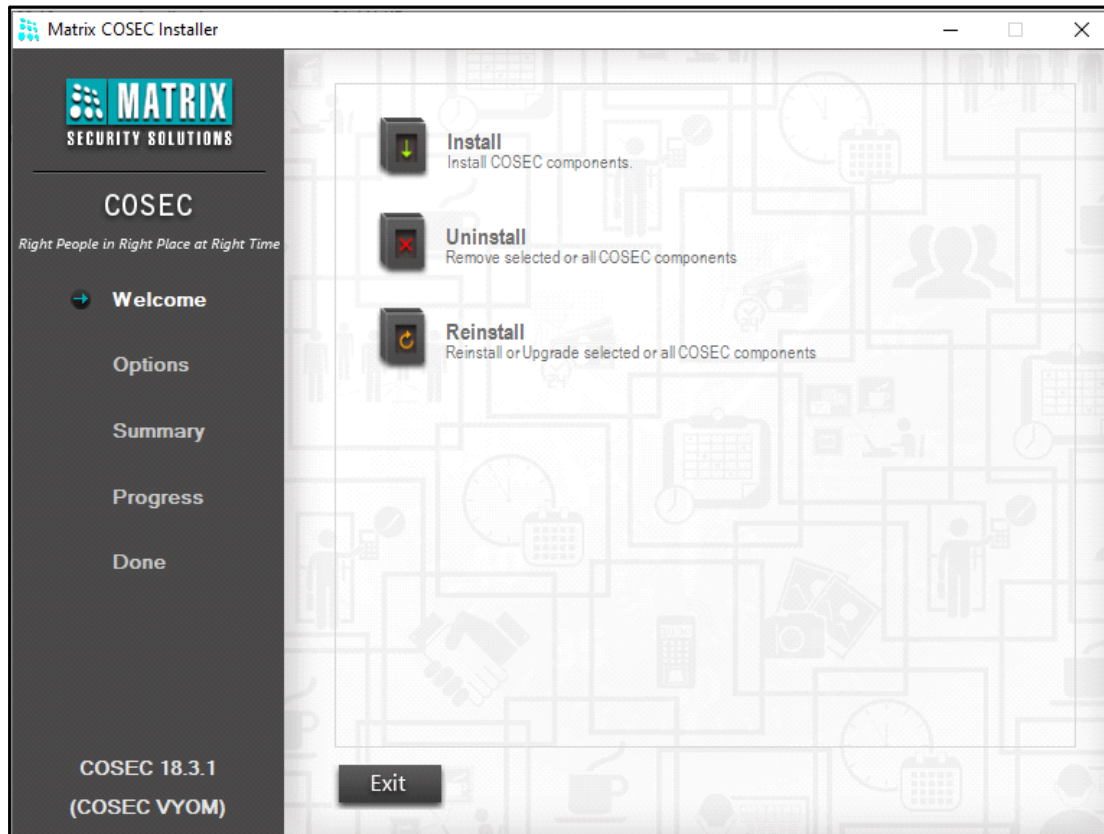 Matrix COSEC Installer
MATRIX
SECURITY SOLUTIONS
COSEC
Right People in Right Place at Right Time
Welcome
Options
Summary
Progress
Done
COSEC 18.3.1
(COSEC VYOM)
Install
Install COSEC components.
Uninstall
Remove selected or all COSEC components
Reinstall
Reinstall or Upgrade selected or all COSEC components
Exit